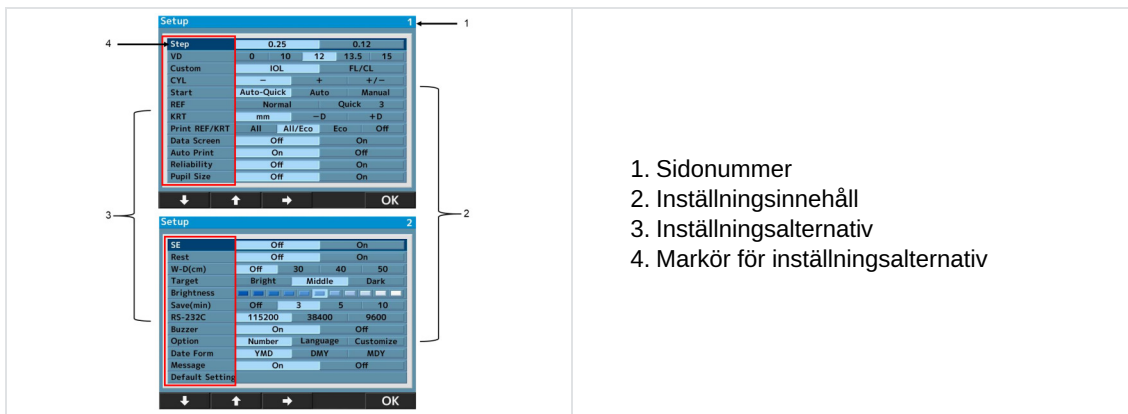 Setup 1
1
4
Step 0.25 0.12
VD 0 10 12 13.5 15
Custom IOL FL/CL
CYL − + +/−
Start Auto-Quick Auto Manual
REF Normal Quick 3
KRT mm −D +D
Print REF/KRT All All/Eco Eco Off
Data Screen Off On
Auto Print On Off
Reliability Off On
Pupil Size Off On
OK
3
2
Setup 2
SE Off On
Rest Off On
W-D(cm) Off 30 40 50
Target Bright Middle Dark
Brightness
Save(min) Off 3 5 10
RS-232C 115200 38400 9600
Buzzer On Off
Option Number Language Customize
Date Form YMD DMY MDY
Message On Off
Default Setting
OK
1. Sidonummer
2. Inställningsinnehåll
3. Inställningsalternativ
4. Markör för inställningsalternativ